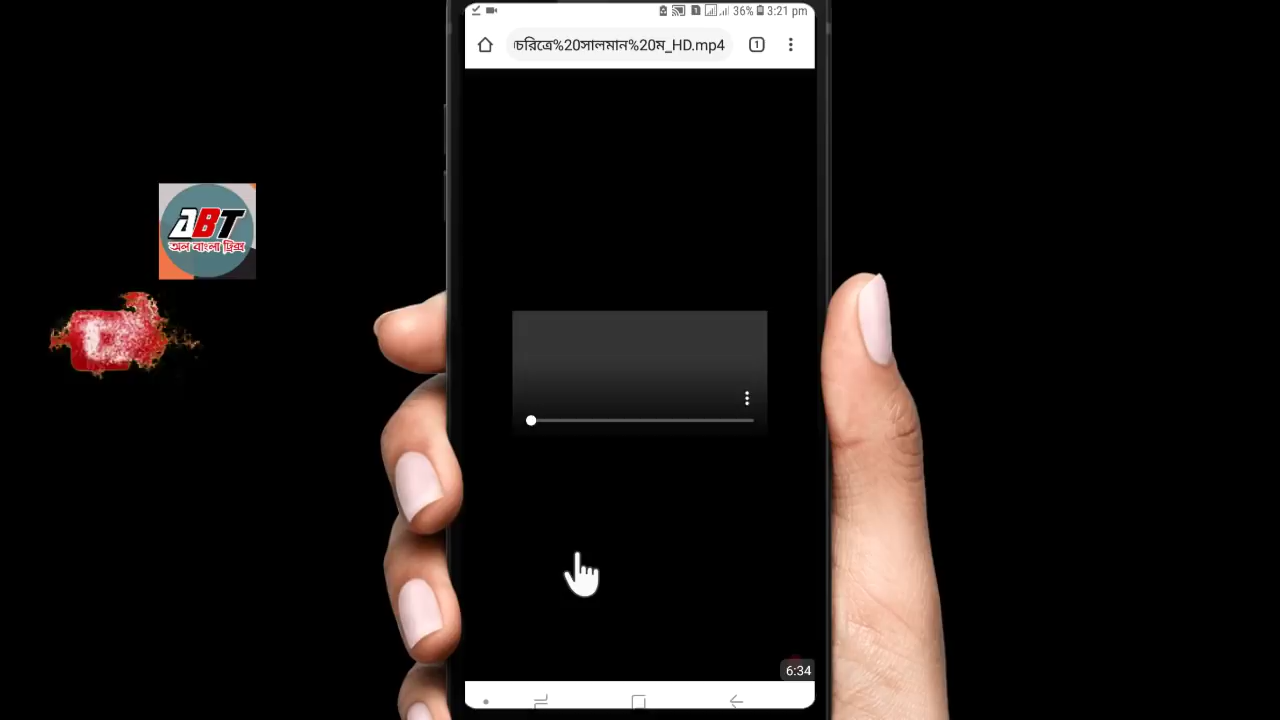 36% 3:21 pm
চরিত্রে%20সালমান%20ম_HD.mp4
1
ABT
অল বাংলা ট্রিক্স
6:34